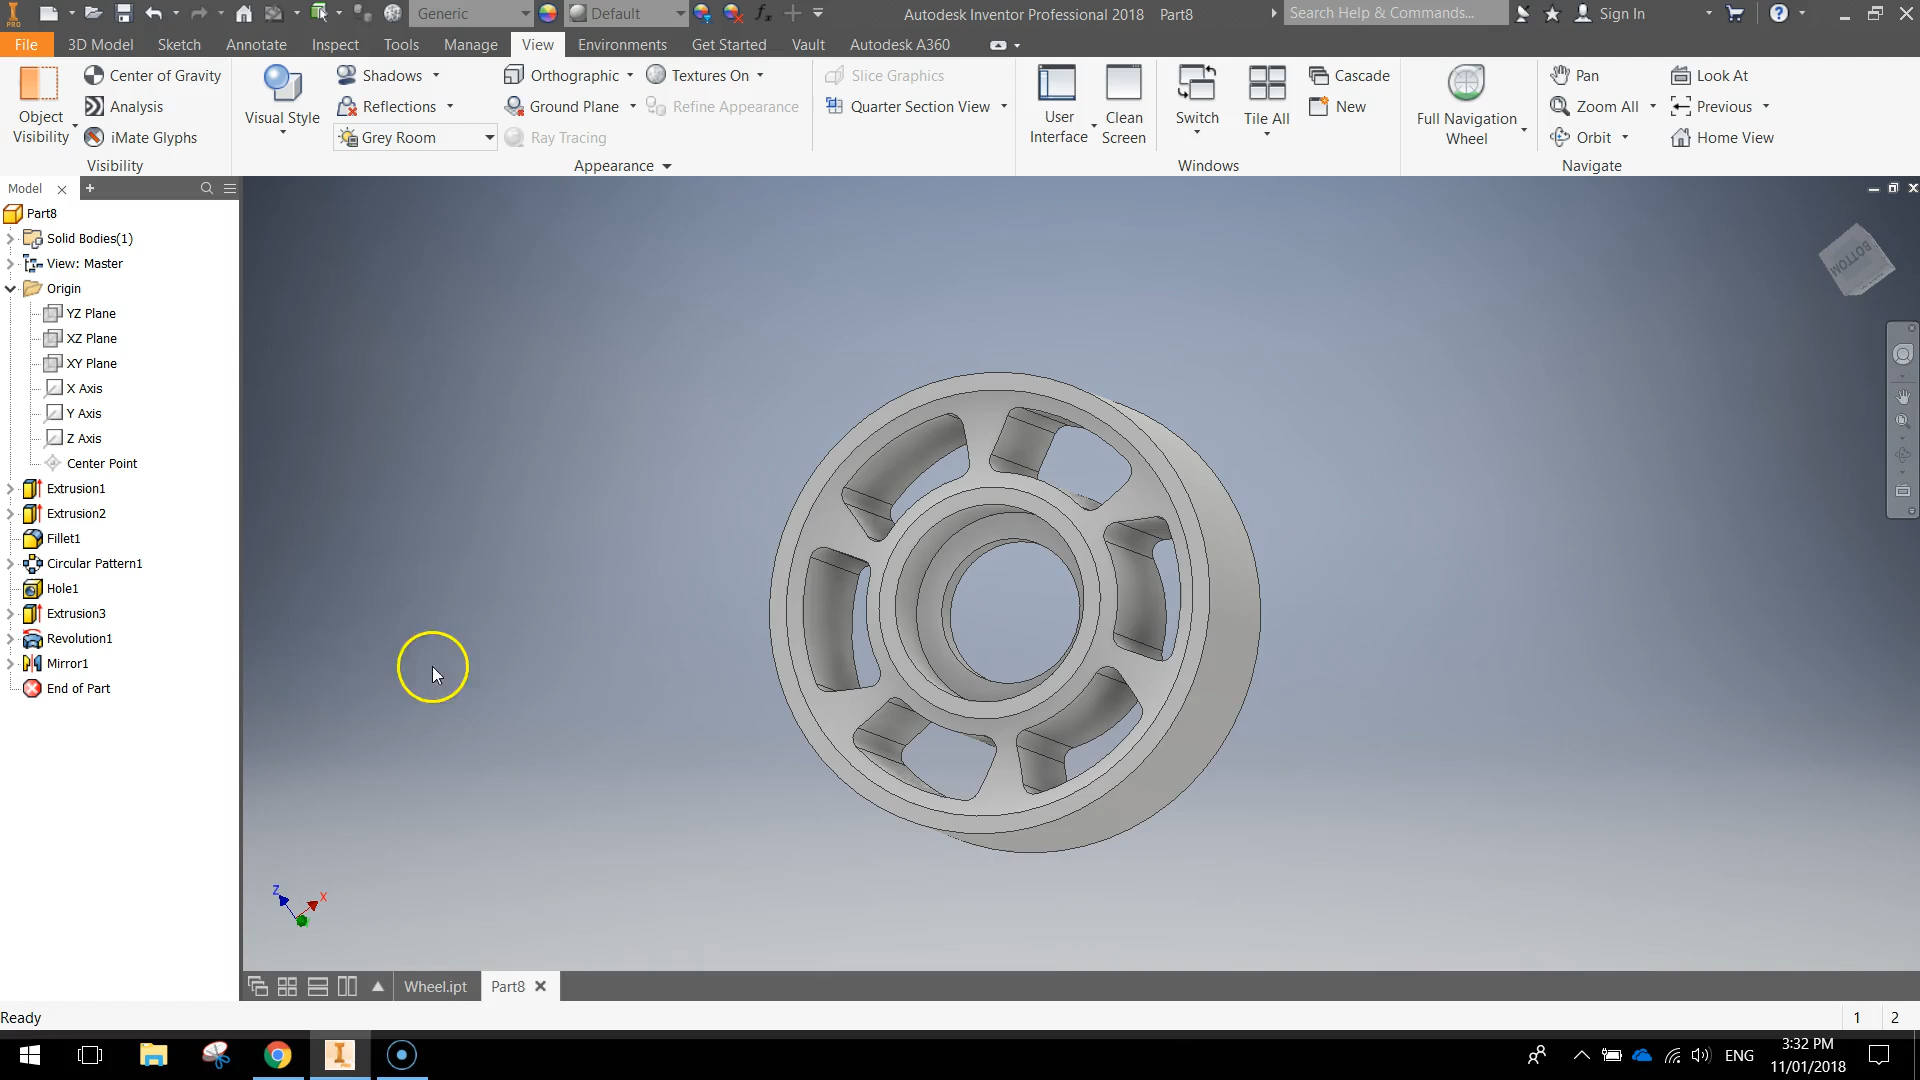 PRO
Generic
Default
fx
Autodesk Inventor Professional 2018 Part8
Search Help & Commands...
Sign In
File 3D Model Sketch Annotate Inspect Tools Manage View Environments Get Started Vault Autodesk A360
Object Visibility
Center of Gravity
Analysis
iMate Glyphs
Visibility
Visual Style
Shadows
Reflections
Grey Room
Orthographic
Ground Plane
Ray Tracing
Textures On
Refine Appearance
Appearance
Slice Graphics
Quarter Section View
User Interface
Clean Screen
Switch
Tile All
Cascade
New
Windows
Full Navigation Wheel
Pan
Zoom All
Orbit
Look At
Previous
Home View
Navigate
Model
Part8
Solid Bodies(1)
View: Master
Origin
YZ Plane
XZ Plane
XY Plane
X Axis
Y Axis
Z Axis
Center Point
Extrusion1
Extrusion2
Fillet1
Circular Pattern1
Hole1
Extrusion3
Revolution1
Mirror1
End of Part
BOTTOM
Z
X
Wheel.ipt
Part8
Ready
1 2
ENG
3:32 PM
11/01/2018